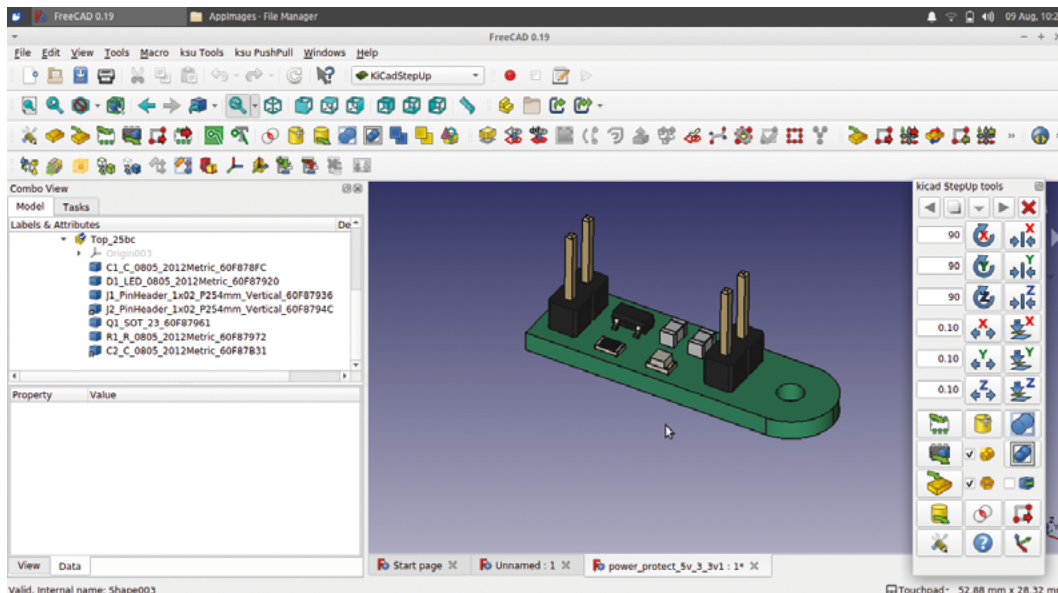 FreeCAD 0.19
AppImages - File Manager
09 Aug, 10:2
FreeCAD 0.19
File Edit View Tools Macro ksu Tools ksu PushPull Windows Help
KiCadStepUp
Combo View
Model Tasks
Labels & Attributes De
Top_25bc
Origin003
C1_C_0805_2012Metric_60F878FC
D1_LED_0805_2012Metric_60F87920
J1_PinHeader_1x02_P254mm_Vertical_60F87936
J2_PinHeader_1x02_P254mm_Vertical_60F8794C
Q1_SOT_23_60F87961
R1_R_0805_2012Metric_60F87972
C2_C_0805_2012Metric_60F87B31
Property Value
View Data
kicad StepUp tools
90 X X
90 Y Y
90 Z Z
0.10 X X
0.10 Y Y
0.10 Z Z
Start page
Unnamed : 1
power_protect_5v_3_3v1 : 1*
Valid, Internal name: Shape003
Touchpad 52.88 mm x 28.32 mm